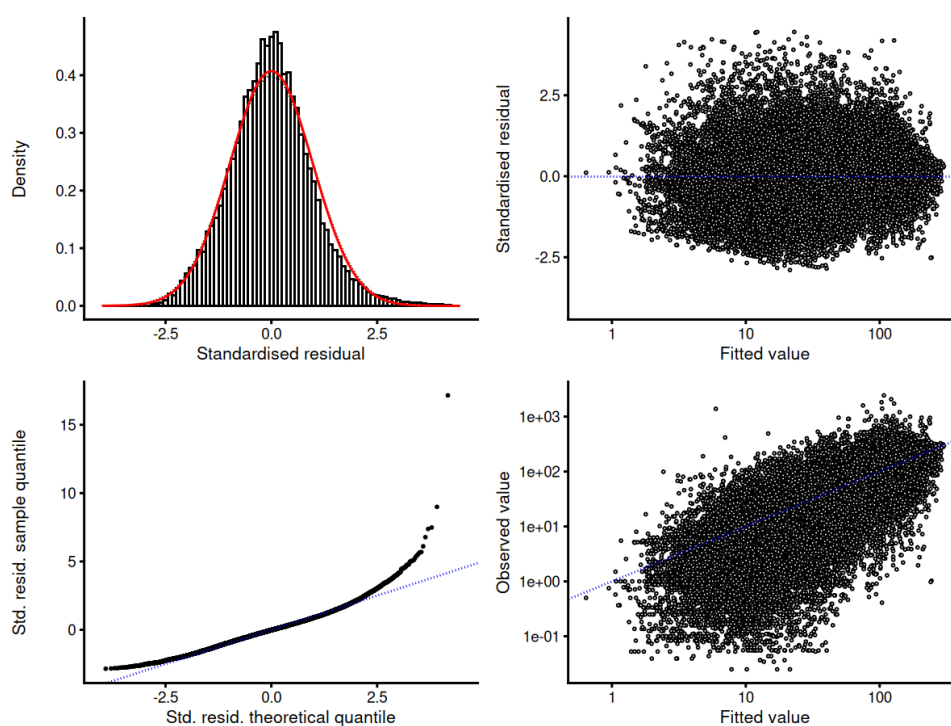 Density
0.4
0.3
0.2
0.1
0.0
-2.5 0.0 2.5
Standardised residual
Standardised residual
2.5
0.0
-2.5
1 10 100
Fitted value
Std. resid. sample quantile
15
10
5
0
-2.5 0.0 2.5
Std. resid. theoretical quantile
Observed value
1e+03
1e+02
1e+01
1e+00
1e-01
1 10 100
Fitted value